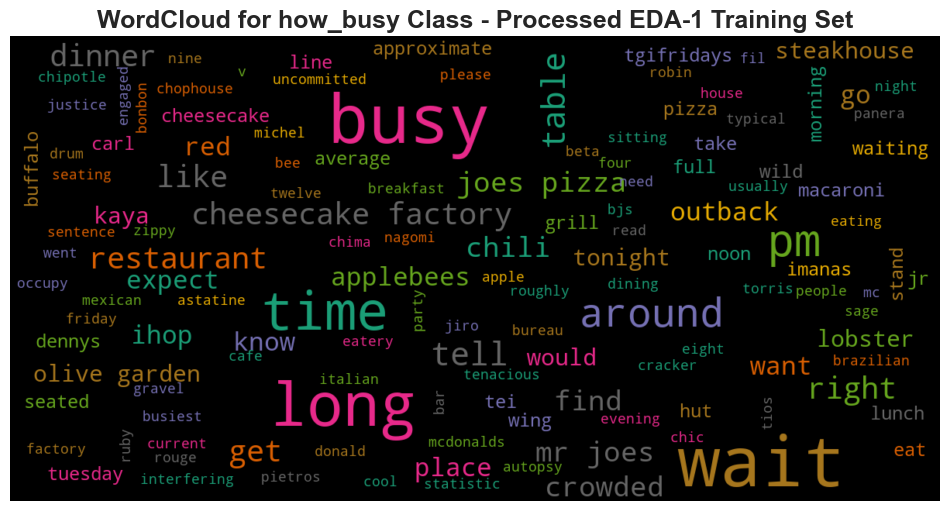 WordCloud for how_busy Class - Processed EDA-1 Training Set
dinner
nine
line
approximate
tgifridays
fil
steakhouse
chipotle
engaged
v
uncommitted
please
robin
night
justice
bonbon
chophouse
cheesecake
busy
table
house
pizza
typical
morning
go
panera
carl
red
michel
drum
bee
average
beta
four
sitting
take
full
wild
waiting
buffalo
seating
like
twelve
breakfast
joes pizza
need
usually
macaroni
kaya
cheesecake factory
grill
bjs
outback
eating
sentence
zippy
chima
nagomi
read
pm
went
restaurant
chili
tonight
noon
imanas
stand
jr
occupy
expect
applebees
apple
roughly
dining
torris
people
mc
mexican
astatine
time
party
around
sage
friday
ihop
know
jiro
bureau
lobster
dennys
cafe
eatery
tell
would
eight
cracker
want
brazilian
olive garden
gravel
italian
tenacious
right
seated
busiest
long
bar
tei
wing
find
evening
hut
tios
lunch
factory
ruby
current
rouge
get
donald
mcdonalds
mr joes
chic
wait
eat
tuesday
interfering
pietros
cool
place
statistic
autopsy
crowded